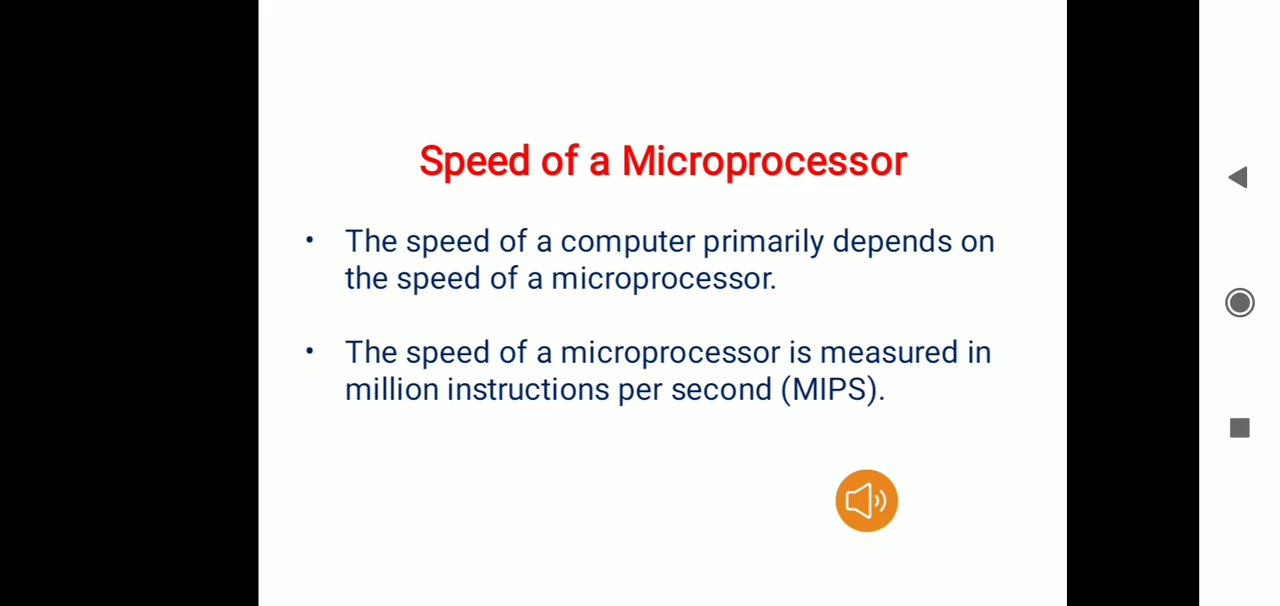 Speed of a Microprocessor
• The speed of a computer primarily depends on
the speed of a microprocessor.
• The speed of a microprocessor is measured in
million instructions per second (MIPS).